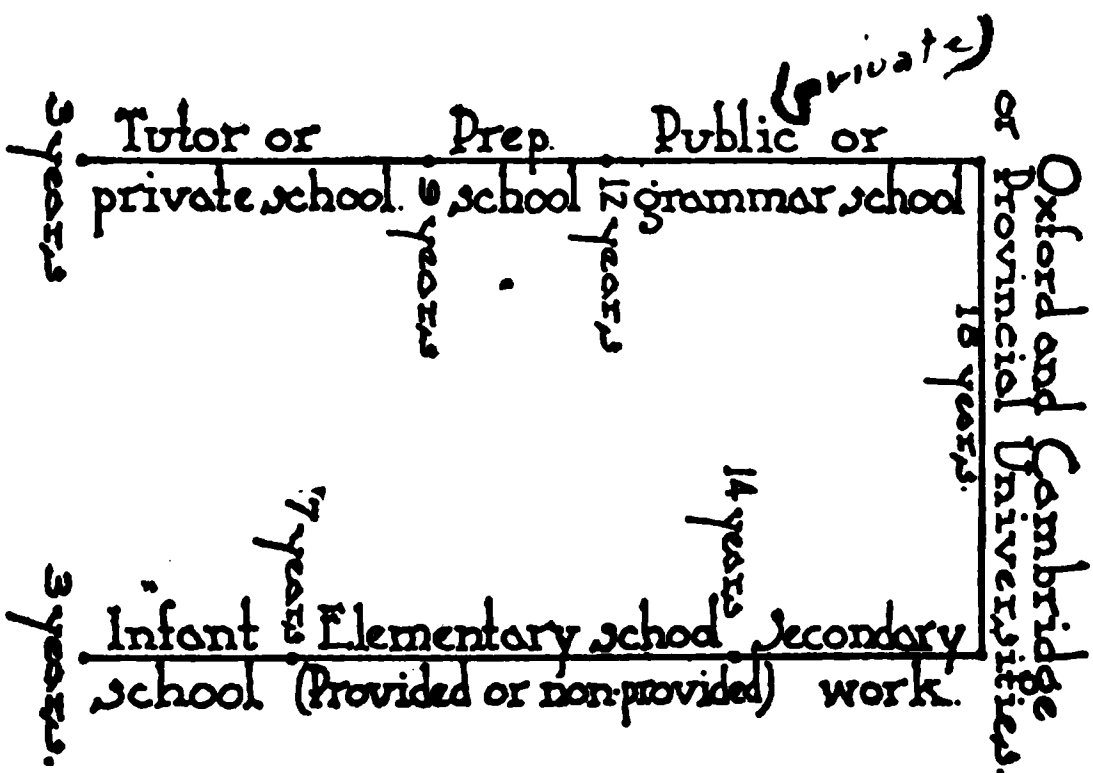 (private)
Tutor or
private school.
Prep.
school
Public or
grammar school
3 years
9 years
12 years
18 years.
Oxford and Cambridge
or Provincial Universities.
14 years
7 years
3 years.
Infant
school
Elementary school
(Provided or non-provided)
Secondary
work.